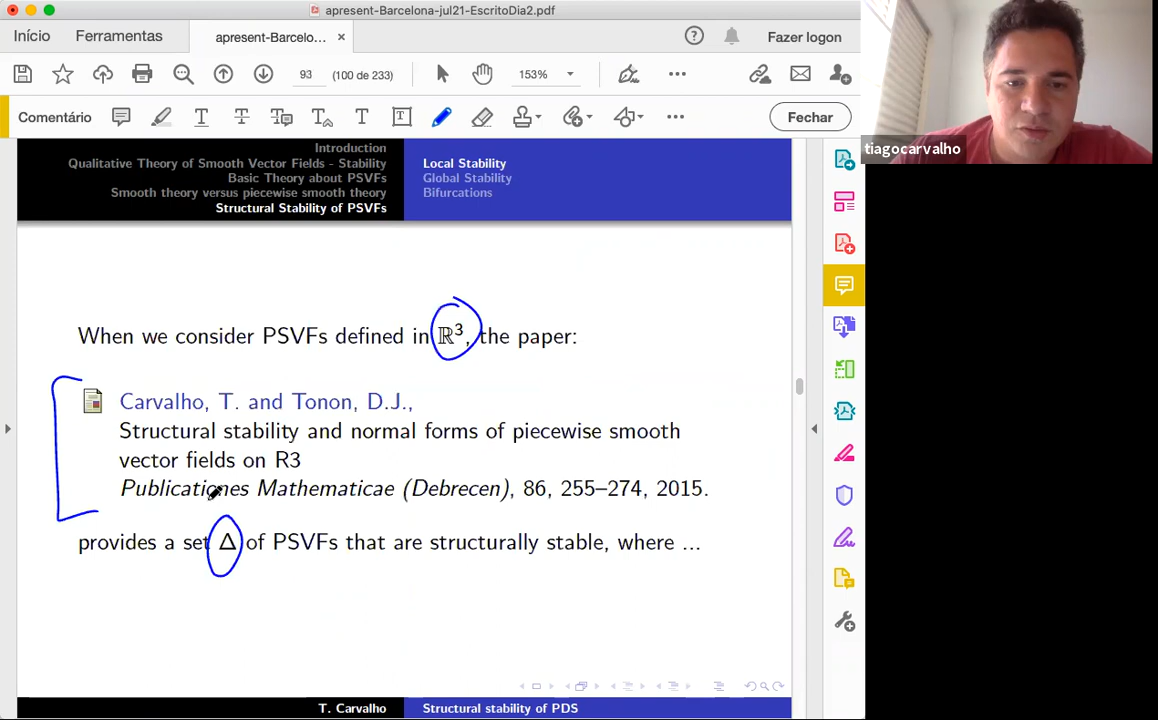 apresent-Barcelona-jul21-EscritoDia2.pdf
Início Ferramentas apresent-Barcelo... × Fazer logon
93 (100 de 233) 153%
Comentário Fechar
tiagocarvalho
Introduction
Qualitative Theory of Smooth Vector Fields - Stability
Basic Theory about PSVFs
Smooth theory versus piecewise smooth theory
Structural Stability of PSVFs
Local Stability
Global Stability
Bifurcations
When we consider PSVFs defined in ℝ³, the paper:
Carvalho, T. and Tonon, D.J.,
Structural stability and normal forms of piecewise smooth
vector fields on R3
Publicationes Mathematicae (Debrecen), 86, 255–274, 2015.
provides a set Δ of PSVFs that are structurally stable, where ...
T. Carvalho Structural stability of PDS